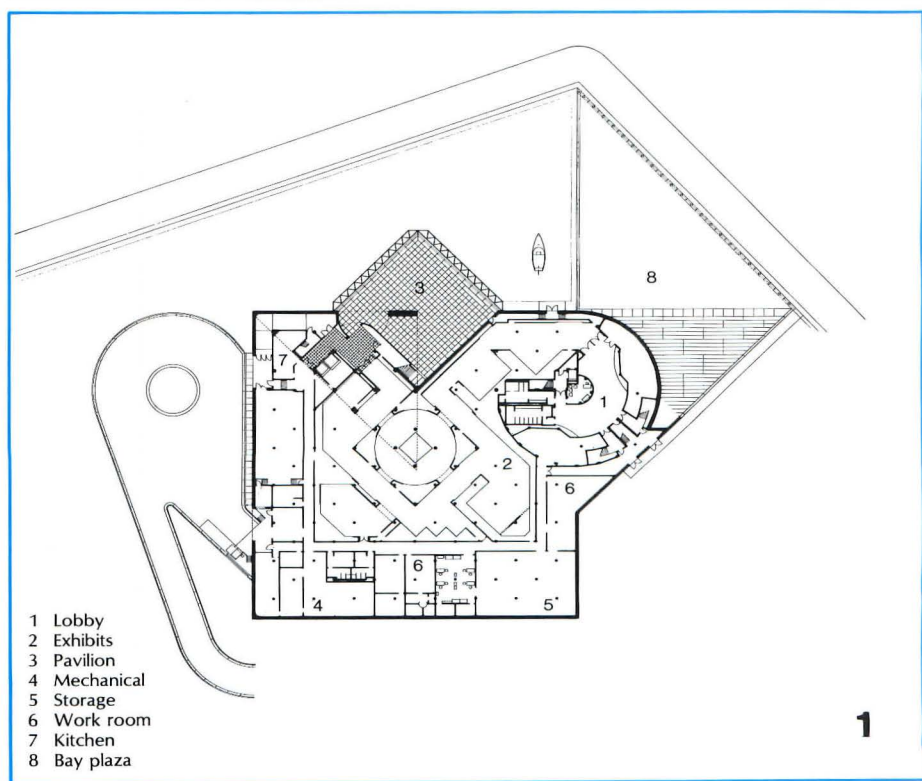 8
3
7
1
2
6
6
4
5
1 Lobby
2 Exhibits
3 Pavilion
4 Mechanical
5 Storage
6 Work room
7 Kitchen
8 Bay plaza
1